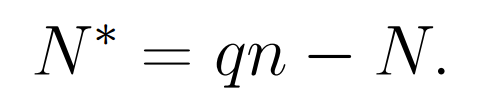 N* = qn − N.